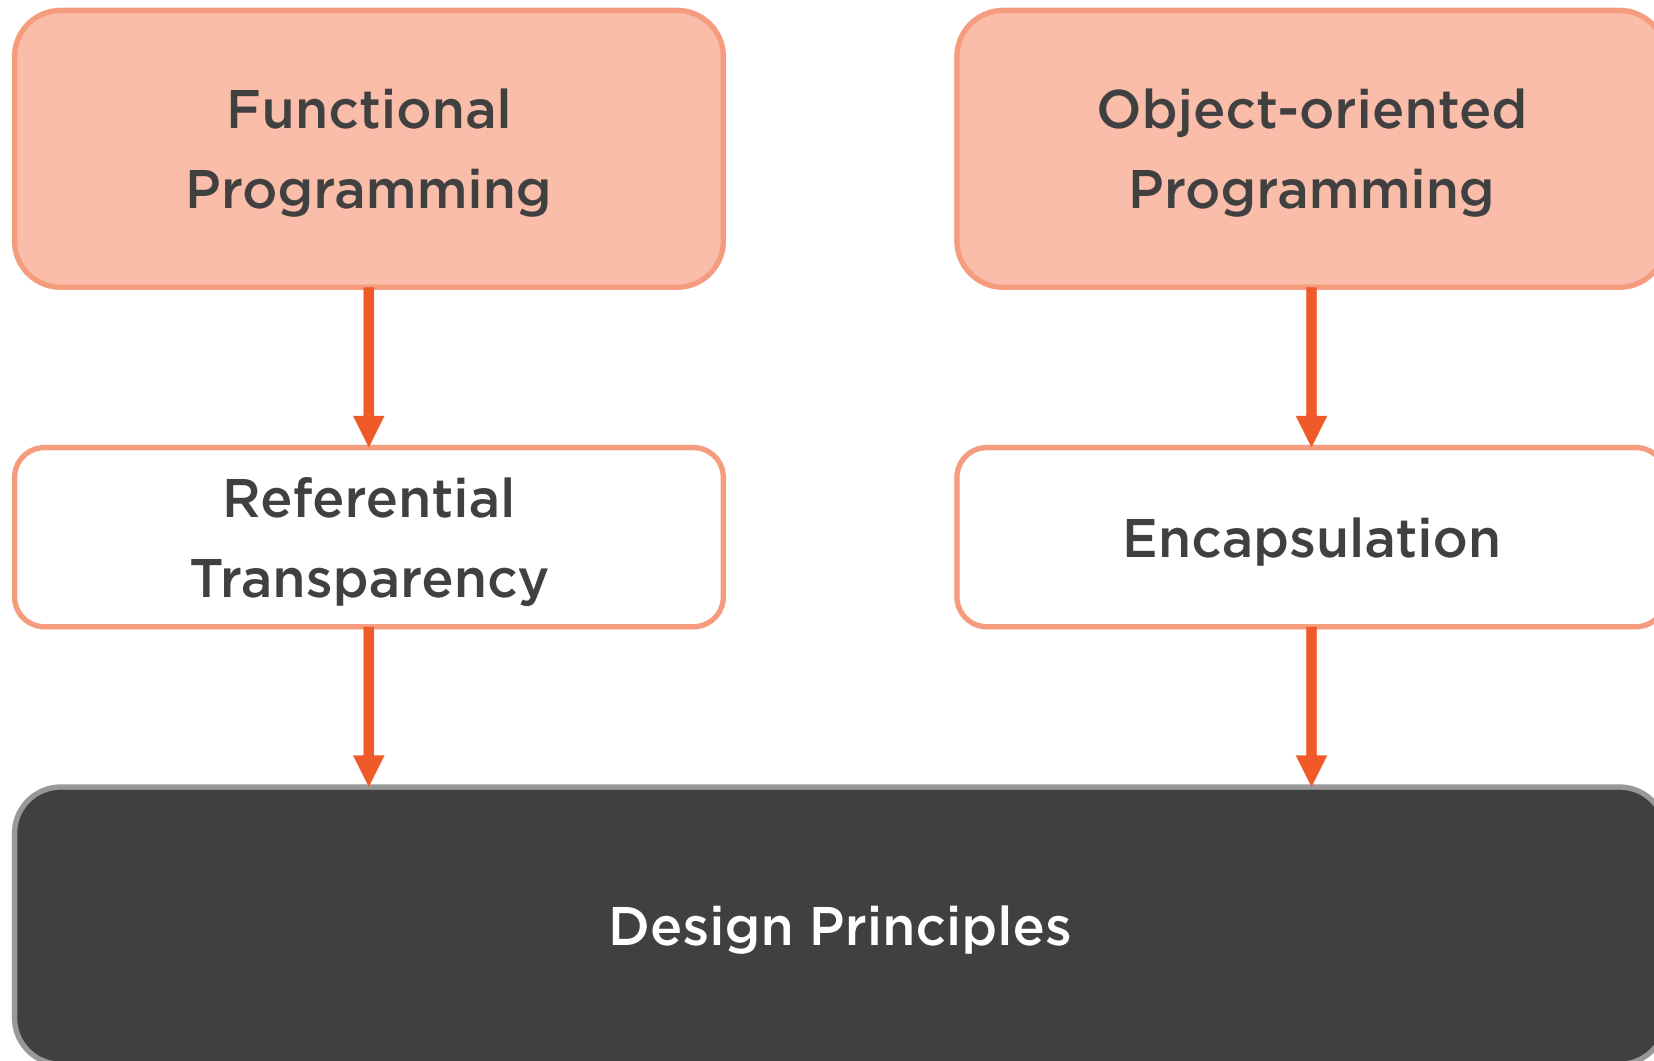 Functional
Programming
Object-oriented
Programming
Referential
Transparency
Encapsulation
Design Principles